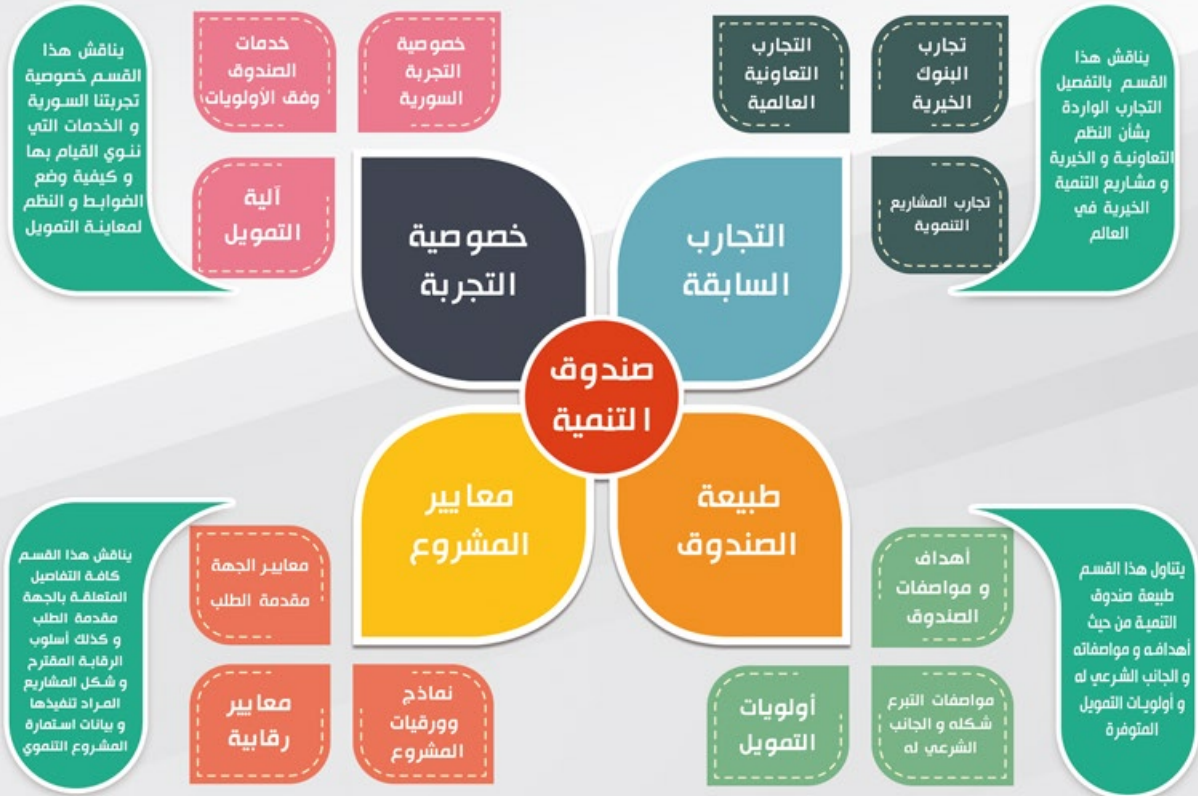 يناقش هذا
القسم بالتفصيل
التجارب الواردة
بشأن النظم
التعاونية و الخيرية
و مشاريع التنمية
الخيرية في
العالم
تجارب
البنوك
الخيرية
التجارب
التعاونية
العالمية
تجارب المشاريع
التنموية
التجارب
السابقة
خصوصية
التجربة
السورية
خدمات
الصندوق
وفق الأولويات
آلية
التمويل
خصوصية
التجربة
يناقش هذا
القسم خصوصية
تجربتنا السورية
و الخدمات التي
ننوي القيام بها
و كيفية وضع
الضوابط و النظم
لمعاينة التمويل
صندوق
التنمية
طبيعة
الصندوق
أهداف
و مواصفات
الصندوق
مواصفات التبرع
شكله و الجانب
الشرعي له
أولويات
التمويل
يتناول هذا القسم
طبيعة صندوق
التنمية من حيث
أهدافه و مواصفاته
و الجانب الشرعي له
و أولويات التمويل
المتوفرة
معايير
المشروع
معايير الجهة
مقدمة الطلب
نماذج
وورقيات
المشروع
معايير
رقابية
يناقش هذا القسم
كافة التفاصيل
المتعلقة بالجهة
مقدمة الطلب
و كذلك أسلوب
الرقابة المقترح
و شكل المشاريع
المراد تنفيذها
و بيانات استمارة
المشروع التنموي